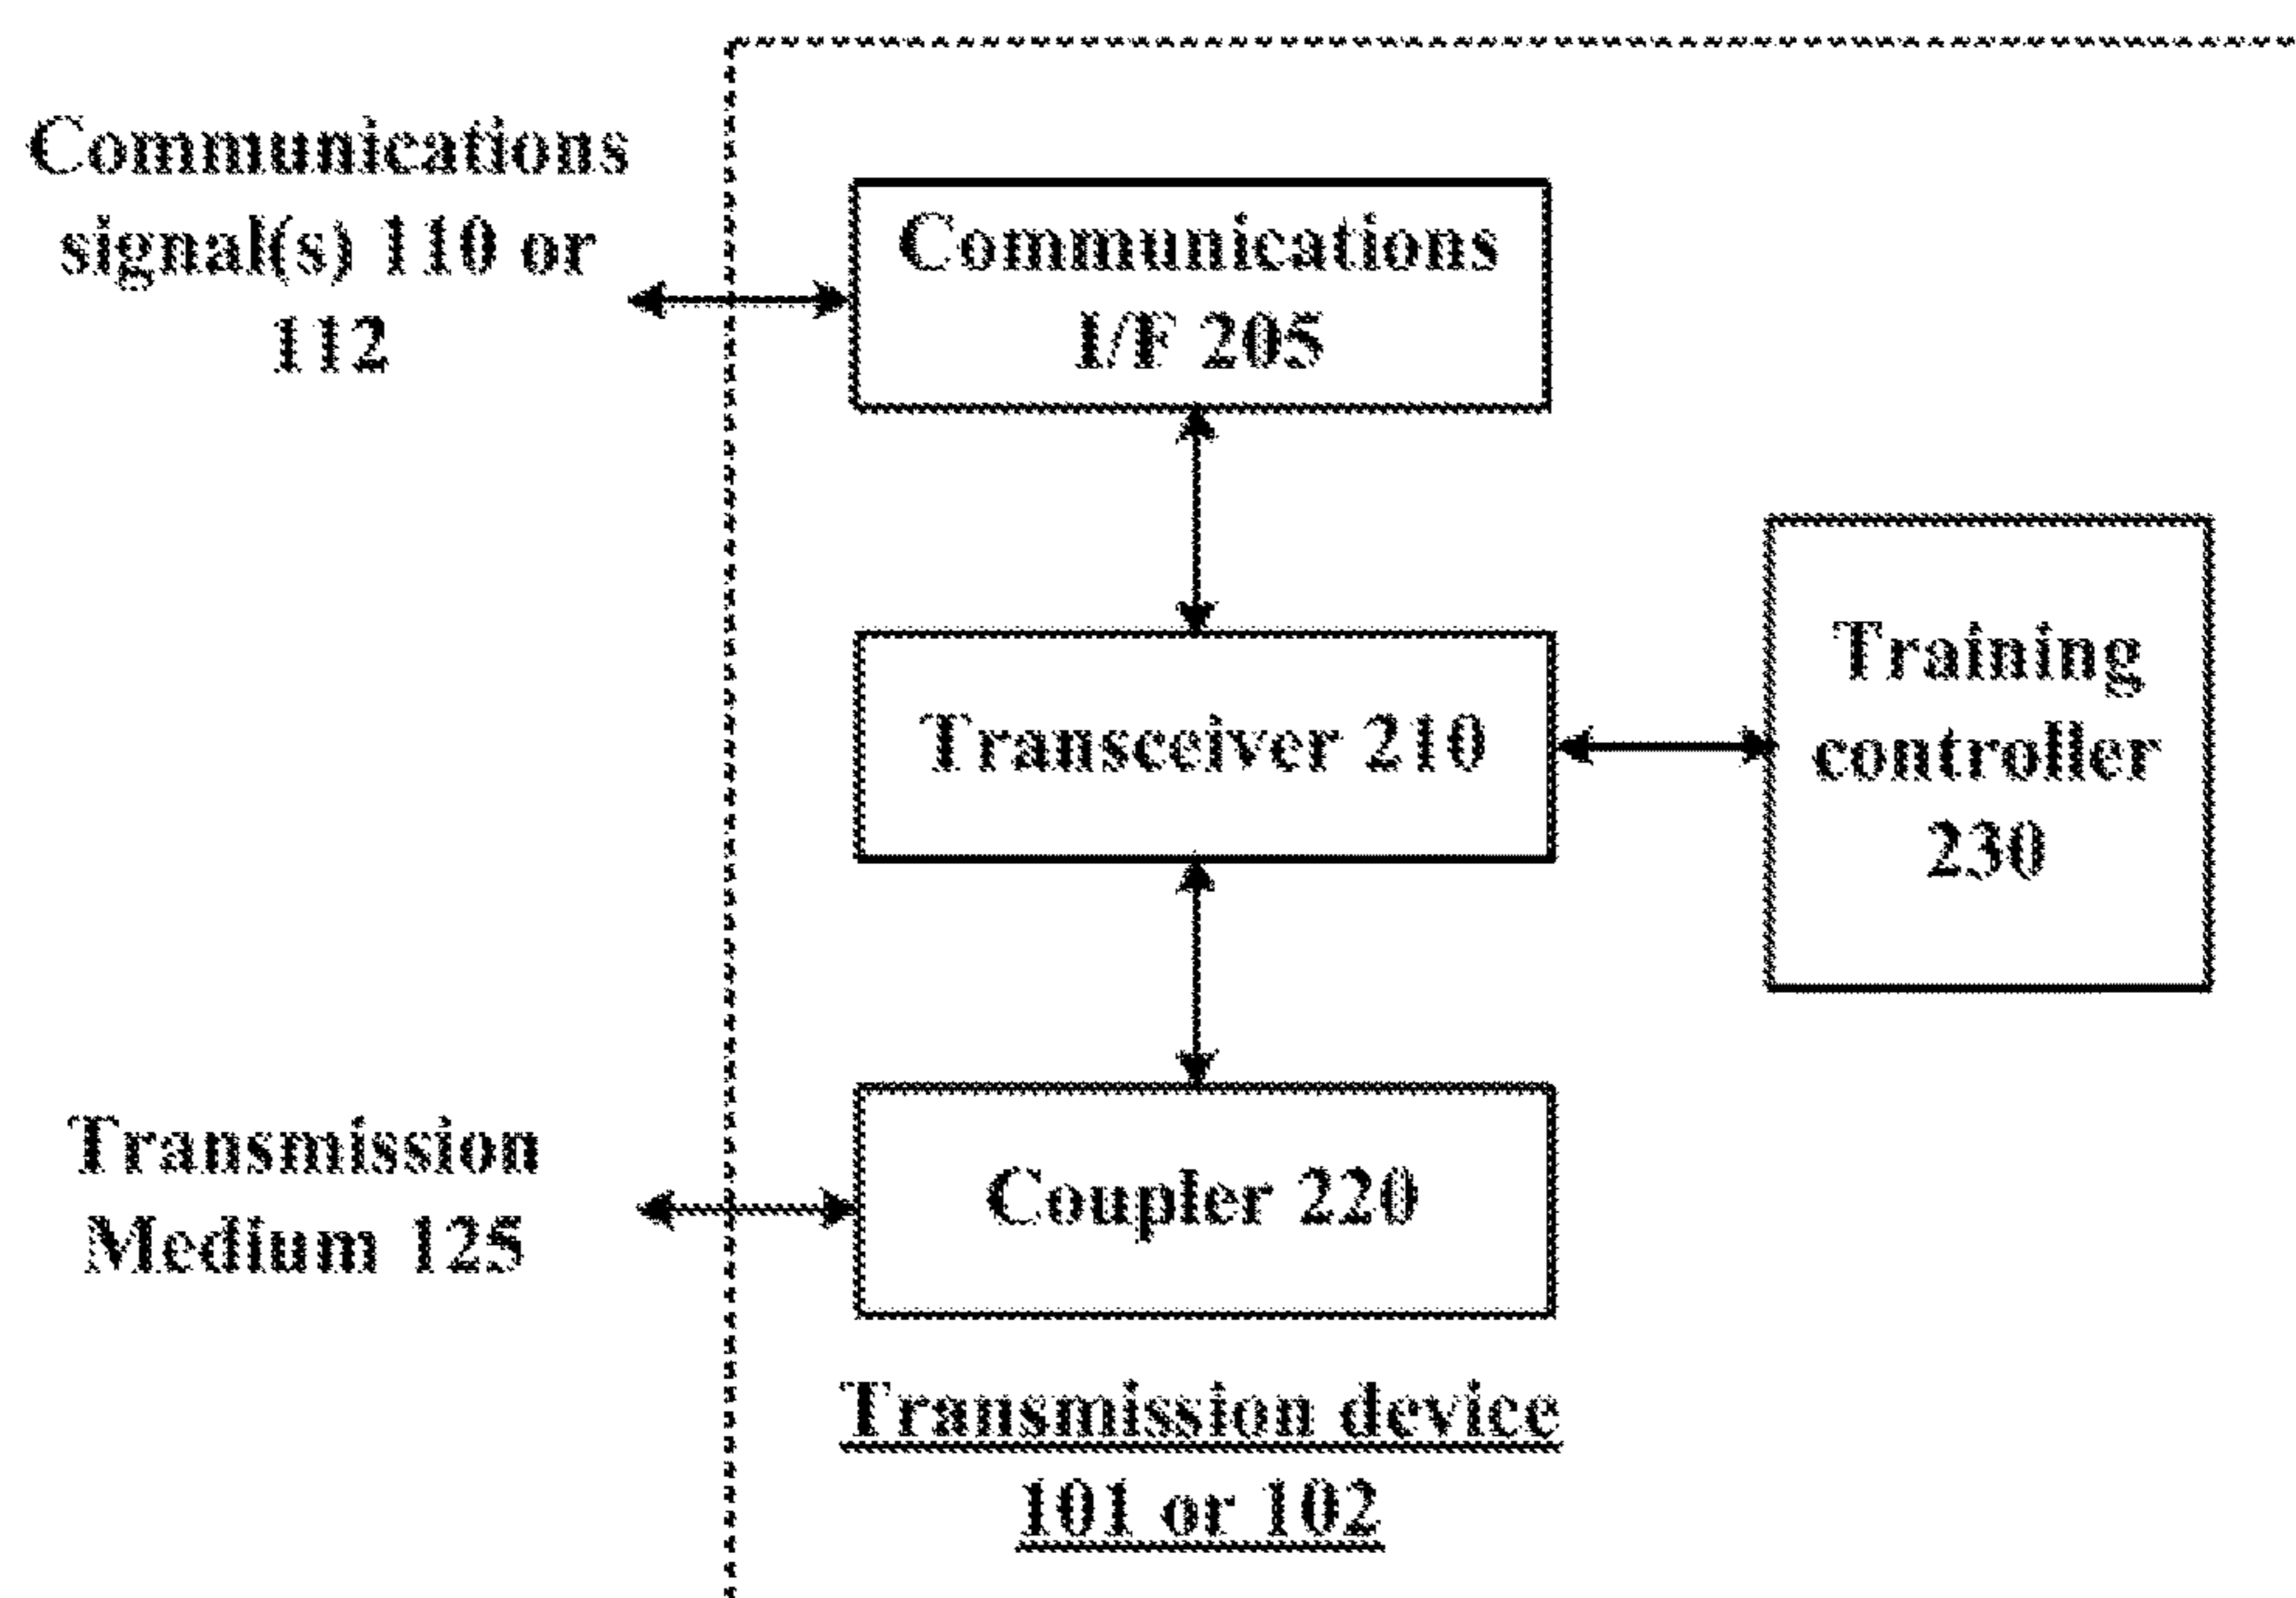 Communications
signal(s) 110 or
112
Communications
I/F 205
Transceiver 210
Training
controller
230
Transmission
Medium 125
Coupler 220
Transmission device
101 or 102